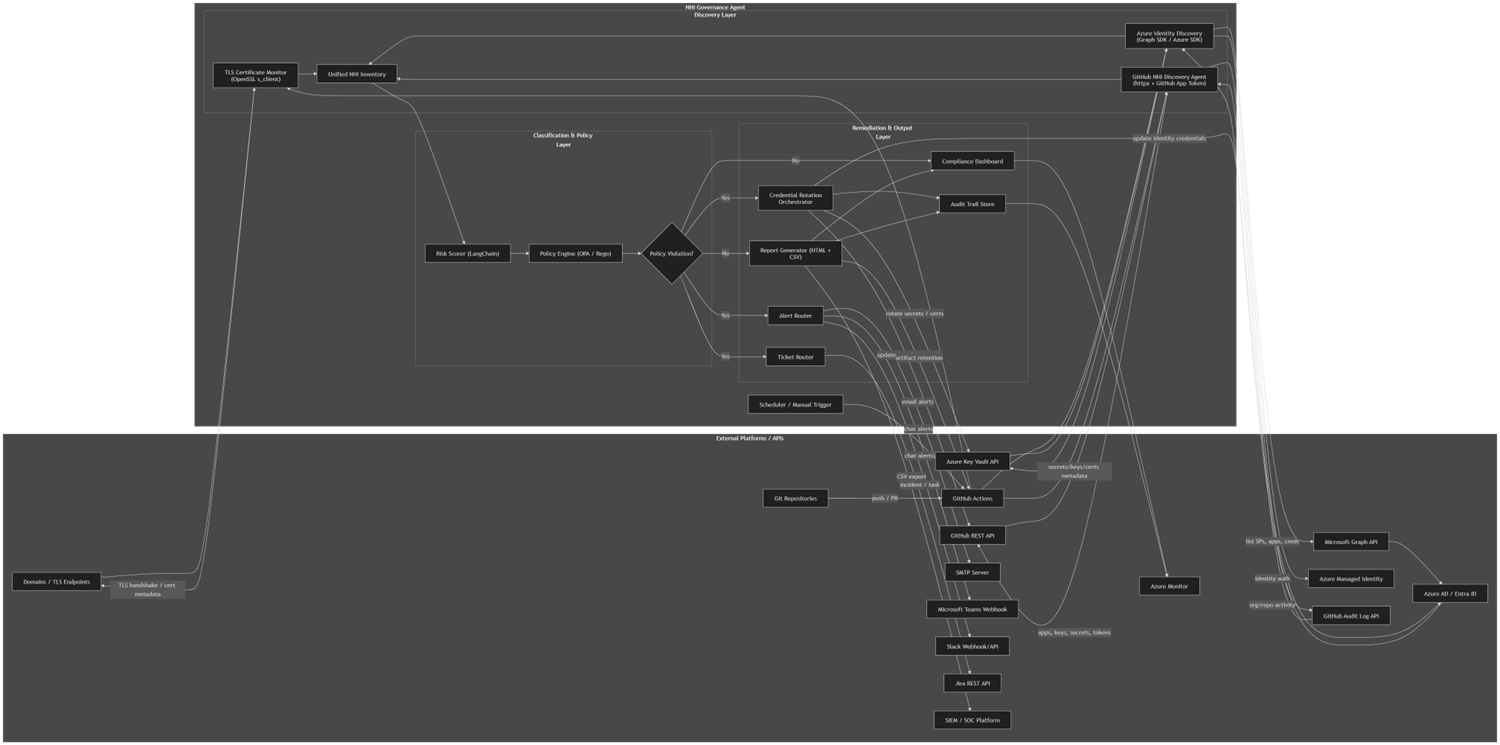 NHI Governance Agent
Discovery Layer
Azure Identity Discovery
(Graph SDK / Azure SDK)
TLS Certificate Monitor
(OpenSSL s_client)
Unified NHI Inventory
GitHub NHI Discovery Agent
(httpx + GitHub App Token)
Classification & Policy
Layer
Remediation & Output
Layer
update identity credentials
No
Compliance Dashboard
Yes
Credential Rotation
Orchestrator
Audit Trail Store
Risk Scorer (LangChain)
Policy Engine (OPA / Rego)
Policy Violation?
No
Report Generator (HTML +
CSV)
Yes
Alert Router
rotate secrets / certs
Yes
Ticket Router
update
artifact retention
Scheduler / Manual Trigger
email alerts
chat alerts
External Platforms / APIs
chat alerts
Azure Key Vault API
secrets/keys/certs
metadata
CSV export
incident / task
Git Repositories
push / PR
GitHub Actions
GitHub REST API
list SPs, apps, creds
Microsoft Graph API
SMTP Server
Domains / TLS Endpoints
TLS handshake / cert
metadata
Azure Monitor
identity auth
Azure Managed Identity
Azure AD / Entra ID
Microsoft Teams Webhook
org/repo activity
GitHub Audit Log API
apps, keys, secrets, tokens
Slack Webhook/API
Jira REST API
SIEM / SOC Platform